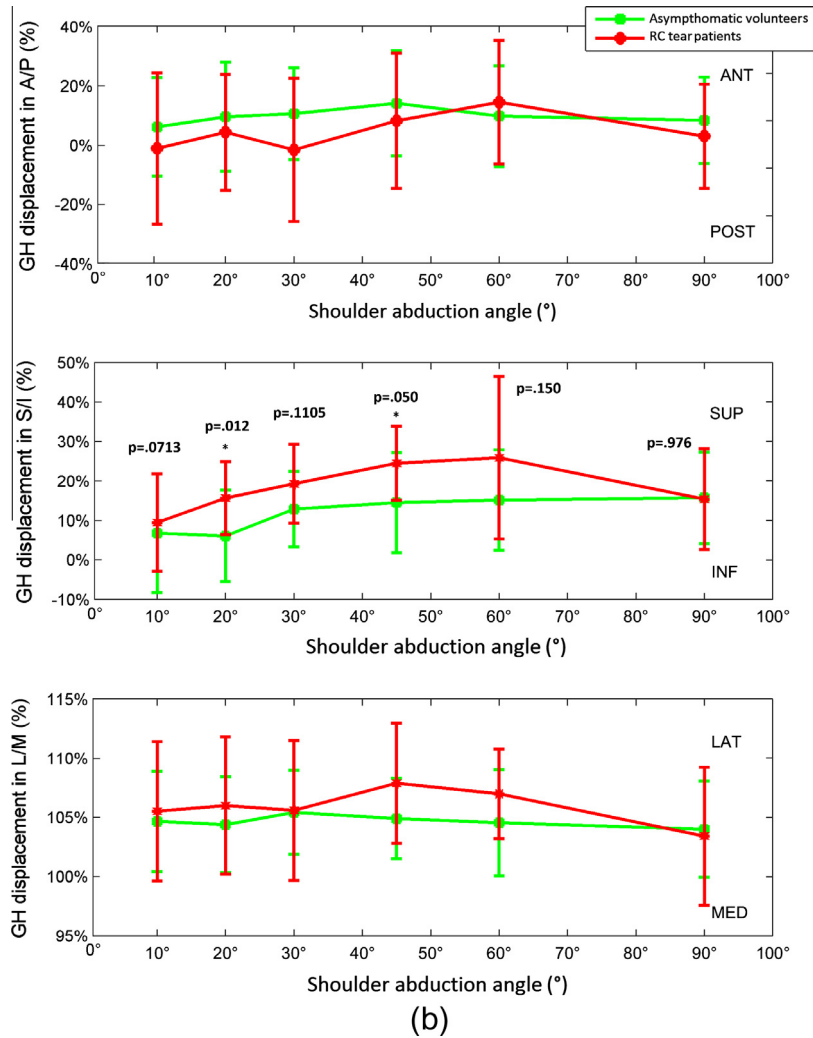 Asympthomatic volunteers
RC tear patients
GH displacement in A/P (%)
40%
20%
0%
-20%
-40%
ANT
POST
0° 10° 20° 30° 40° 50° 60° 70° 80° 90° 100°
Shoulder abduction angle (°)
GH displacement in S/I (%)
50%
40%
30%
20%
10%
0%
-10%
p=.0713 p=.012 p=.1105 p=.050 p=.150 p=.976
* *
SUP
INF
0° 10° 20° 30° 40° 50° 60° 70° 80° 90° 100°
Shoulder abduction angle (°)
GH displacement in L/M (%)
115%
110%
105%
100%
95%
LAT
MED
0° 10° 20° 30° 40° 50° 60° 70° 80° 90° 100°
Shoulder abduction angle (°)
(b)